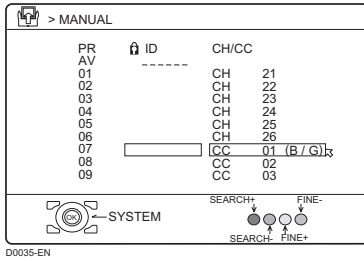 > MANUAL
PR ID CH/CC
AV ------
01 CH 21
02 CH 22
03 CH 23
04 CH 24
05 CH 25
06 CH 26
07 CC 01 (B / G)
08 CC 02
09 CC 03
SEARCH+ FINE-
OK SYSTEM
SEARCH- FINE+
D0035-EN